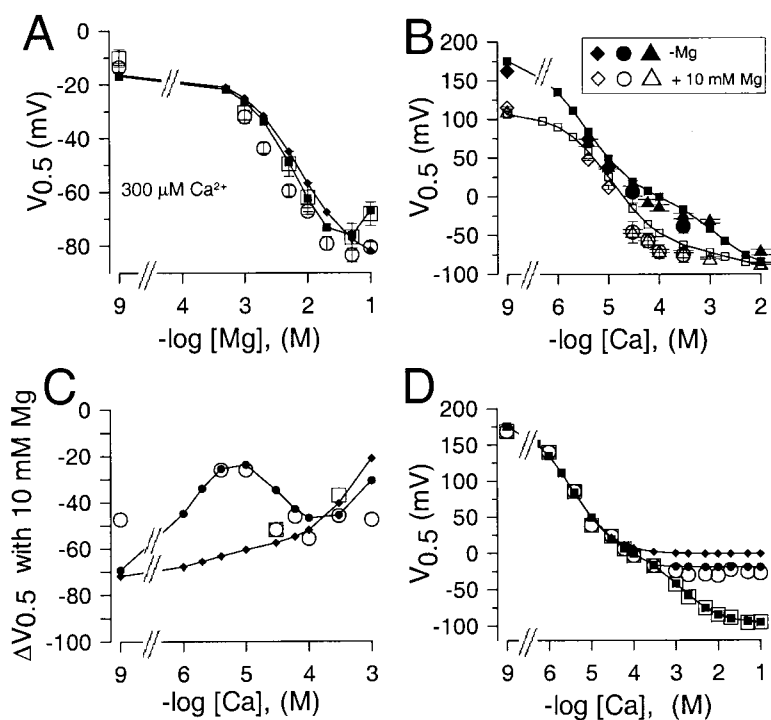 A
0
-20
-40
-60
-80
V0.5 (mV)
300 μM Ca2+
9 4 3 2 1
-log [Mg], (M)
B
200
150
100
50
0
-50
-100
V0.5 (mV)
-Mg
+ 10 mM Mg
9 6 5 4 3 2
-log [Ca], (M)
C
0
-20
-40
-60
-80
-100
ΔV0.5 with 10 mM Mg
9 6 5 4 3
-log [Ca], (M)
D
200
150
100
50
0
-50
-100
V0.5 (mV)
9 6 5 4 3 2 1
-log [Ca], (M)